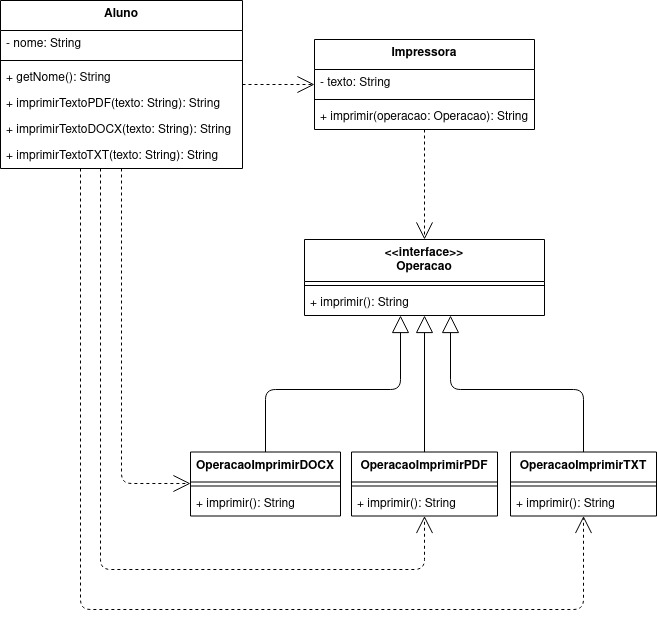 Aluno
- nome: String
+ getNome(): String
+ imprimirTextoPDF(texto: String): String
+ imprimirTextoDOCX(texto: String): String
+ imprimirTextoTXT(texto: String): String
Impressora
- texto: String
+ imprimir(operacao: Operacao): String
<<interface>>
Operacao
+ imprimir(): String
OperacaoImprimirDOCX
+ imprimir(): String
OperacaoImprimirPDF
+ imprimir(): String
OperacaoImprimirTXT
+ imprimir(): String